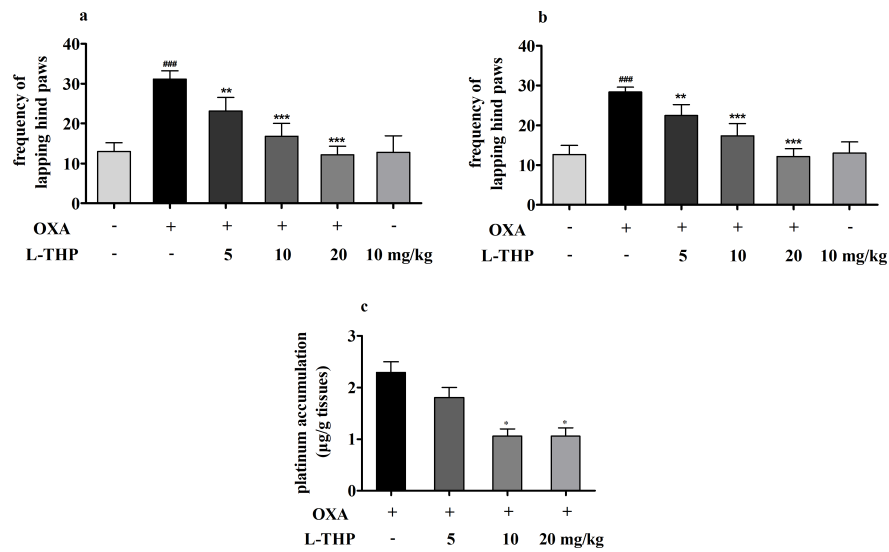 a
frequency of
lapping hind paws
40
30
20
10
0
###
**
***
***
OXA - + + + + -
L-THP - - 5 10 20 10 mg/kg
b
frequency of
lapping hind paws
40
30
20
10
0
###
**
***
***
OXA - + + + + -
L-THP - - 5 10 20 10 mg/kg
c
platinum accumulation
(μg/g tissues)
3
2
1
0
*
*
OXA + + + +
L-THP - 5 10 20 mg/kg